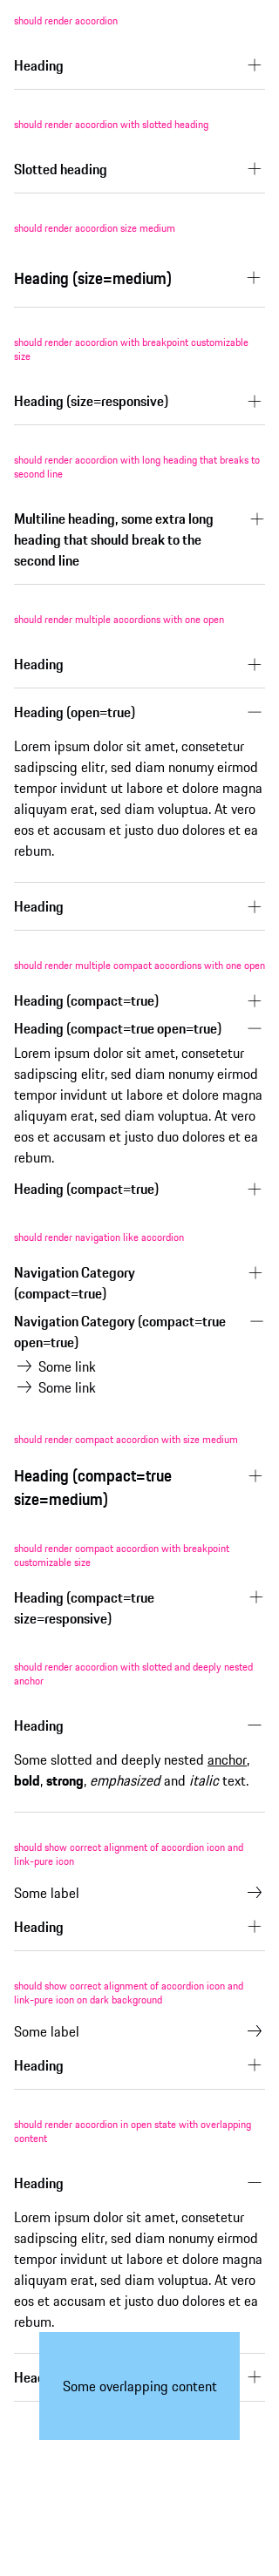 should render accordion
Heading
should render accordion with slotted heading
Slotted heading
should render accordion size medium
Heading (size=medium)
should render accordion with breakpoint customizable
size
Heading (size=responsive)
should render accordion with long heading that breaks to
second line
Multiline heading, some extra long
heading that should break to the
second line
should render multiple accordions with one open
Heading
Heading (open=true)
Lorem ipsum dolor sit amet, consetetur
sadipscing elitr, sed diam nonumy eirmod
tempor invidunt ut labore et dolore magna
aliquyam erat, sed diam voluptua. At vero
eos et accusam et justo duo dolores et ea
rebum.
Heading
should render multiple compact accordions with one open
Heading (compact=true)
Heading (compact=true open=true)
Lorem ipsum dolor sit amet, consetetur
sadipscing elitr, sed diam nonumy eirmod
tempor invidunt ut labore et dolore magna
aliquyam erat, sed diam voluptua. At vero
eos et accusam et justo duo dolores et ea
rebum.
Heading (compact=true)
should render navigation like accordion
Navigation Category
(compact=true)
Navigation Category (compact=true
open=true)
Some link
Some link
should render compact accordion with size medium
Heading (compact=true
size=medium)
should render compact accordion with breakpoint
customizable size
Heading (compact=true
size=responsive)
should render accordion with slotted and deeply nested
anchor
Heading
Some slotted and deeply nested anchor,
bold, strong, emphasized and italic text.
should show correct alignment of accordion icon and
link-pure icon
Some label
Heading
should show correct alignment of accordion icon and
link-pure icon on dark background
Some label
Heading
should render accordion in open state with overlapping
content
Heading
Lorem ipsum dolor sit amet, consetetur
sadipscing elitr, sed diam nonumy eirmod
tempor invidunt ut labore et dolore magna
aliquyam erat, sed diam voluptua. At vero
eos et accusam et justo duo dolores et ea
rebum.
Some overlapping content